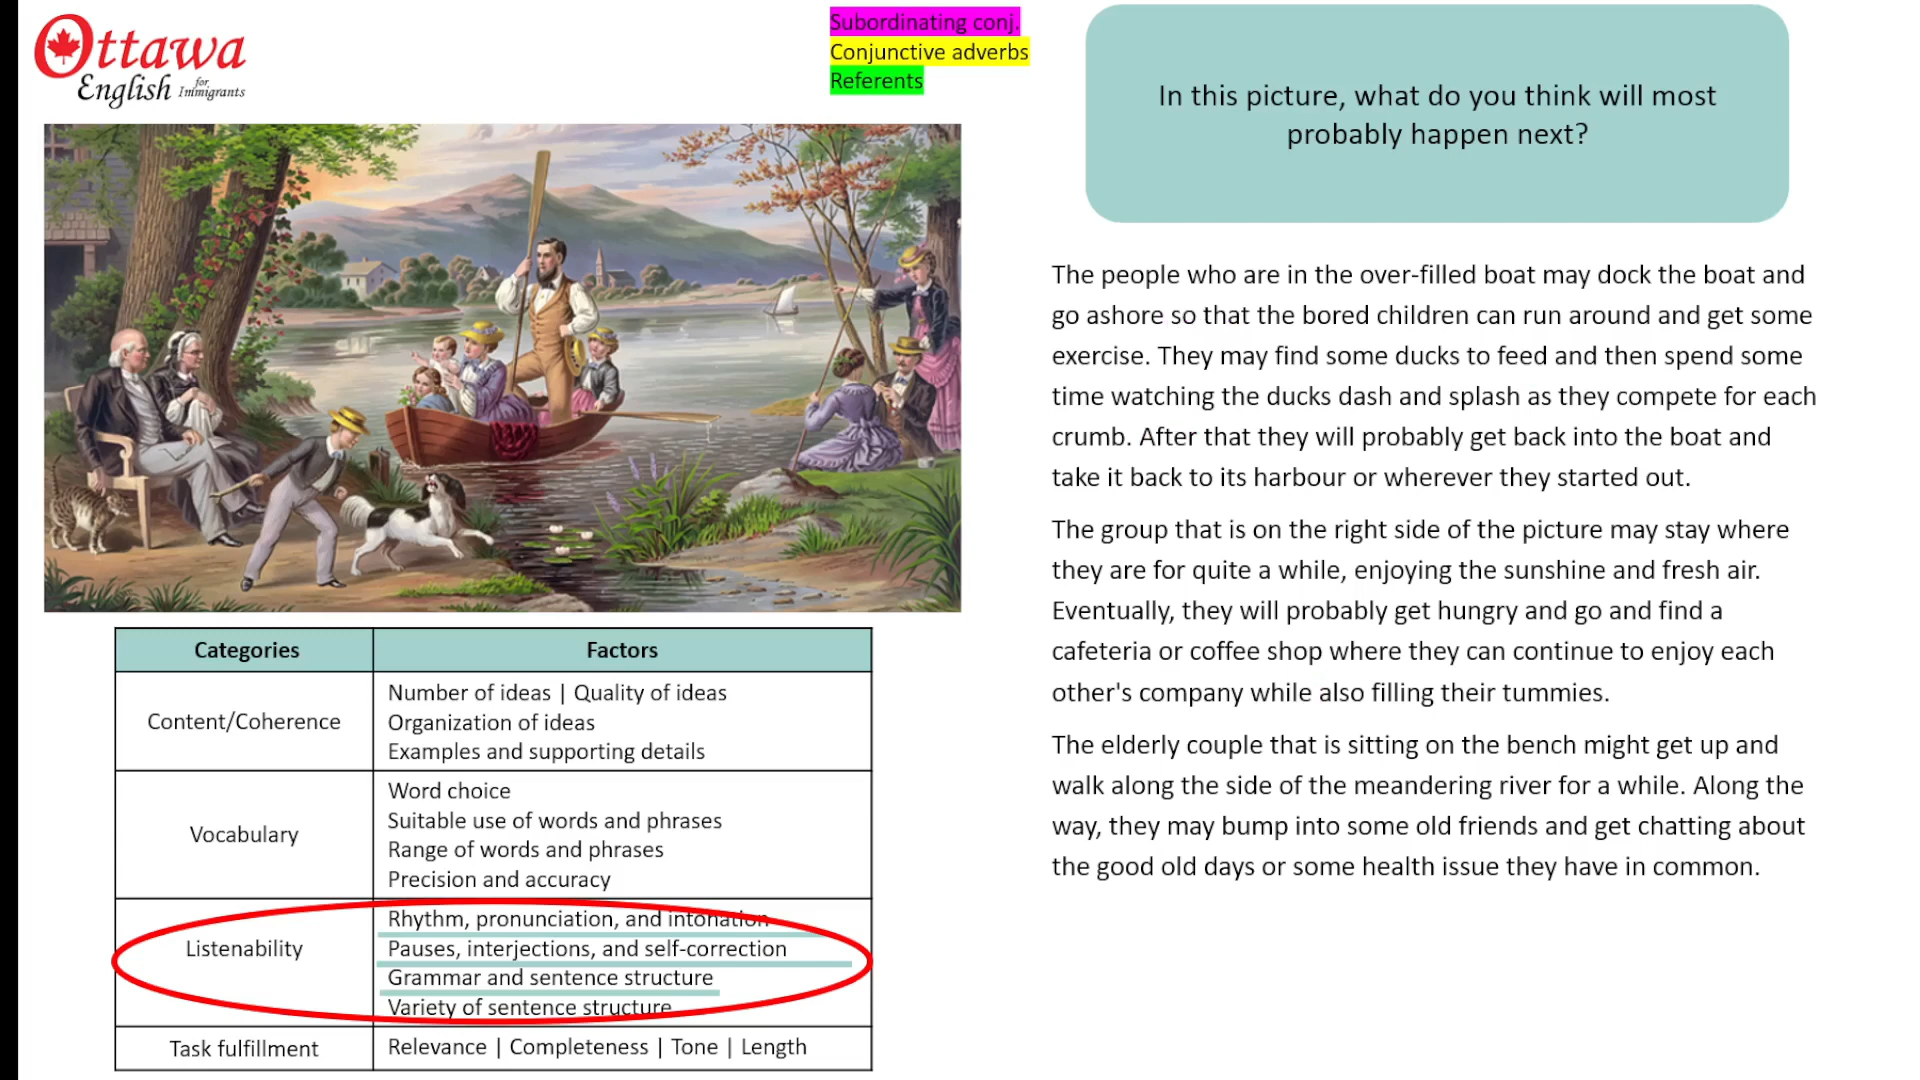 Ottawa
English for Immigrants
Subordinating conj.
Conjunctive adverbs
Referents
In this picture, what do you think will most
probably happen next?
The people who are in the over-filled boat may dock the boat and
go ashore so that the bored children can run around and get some
exercise. They may find some ducks to feed and then spend some
time watching the ducks dash and splash as they compete for each
crumb. After that they will probably get back into the boat and
take it back to its harbour or wherever they started out.
The group that is on the right side of the picture may stay where
they are for quite a while, enjoying the sunshine and fresh air.
Eventually, they will probably get hungry and go and find a
cafeteria or coffee shop where they can continue to enjoy each
other's company while also filling their tummies.
The elderly couple that is sitting on the bench might get up and
walk along the side of the meandering river for a while. Along the
way, they may bump into some old friends and get chatting about
the good old days or some health issue they have in common.
Categories Factors
Content/Coherence
Number of ideas | Quality of ideas
Organization of ideas
Examples and supporting details
Vocabulary
Word choice
Suitable use of words and phrases
Range of words and phrases
Precision and accuracy
Listenability
Rhythm, pronunciation, and intonation
Pauses, interjections, and self-correction
Grammar and sentence structure
Variety of sentence structure
Task fulfillment
Relevance | Completeness | Tone | Length